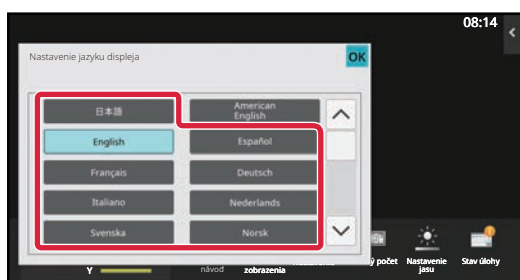 08:14
Nastavenie jazyku displeja
OK
日本語
American
English
English
Español
Français
Deutsch
Italiano
Nederlands
Svenska
Norsk
ý počet
Nastavenie
jasu
Stav úlohy
Y
návod
zobrazenia